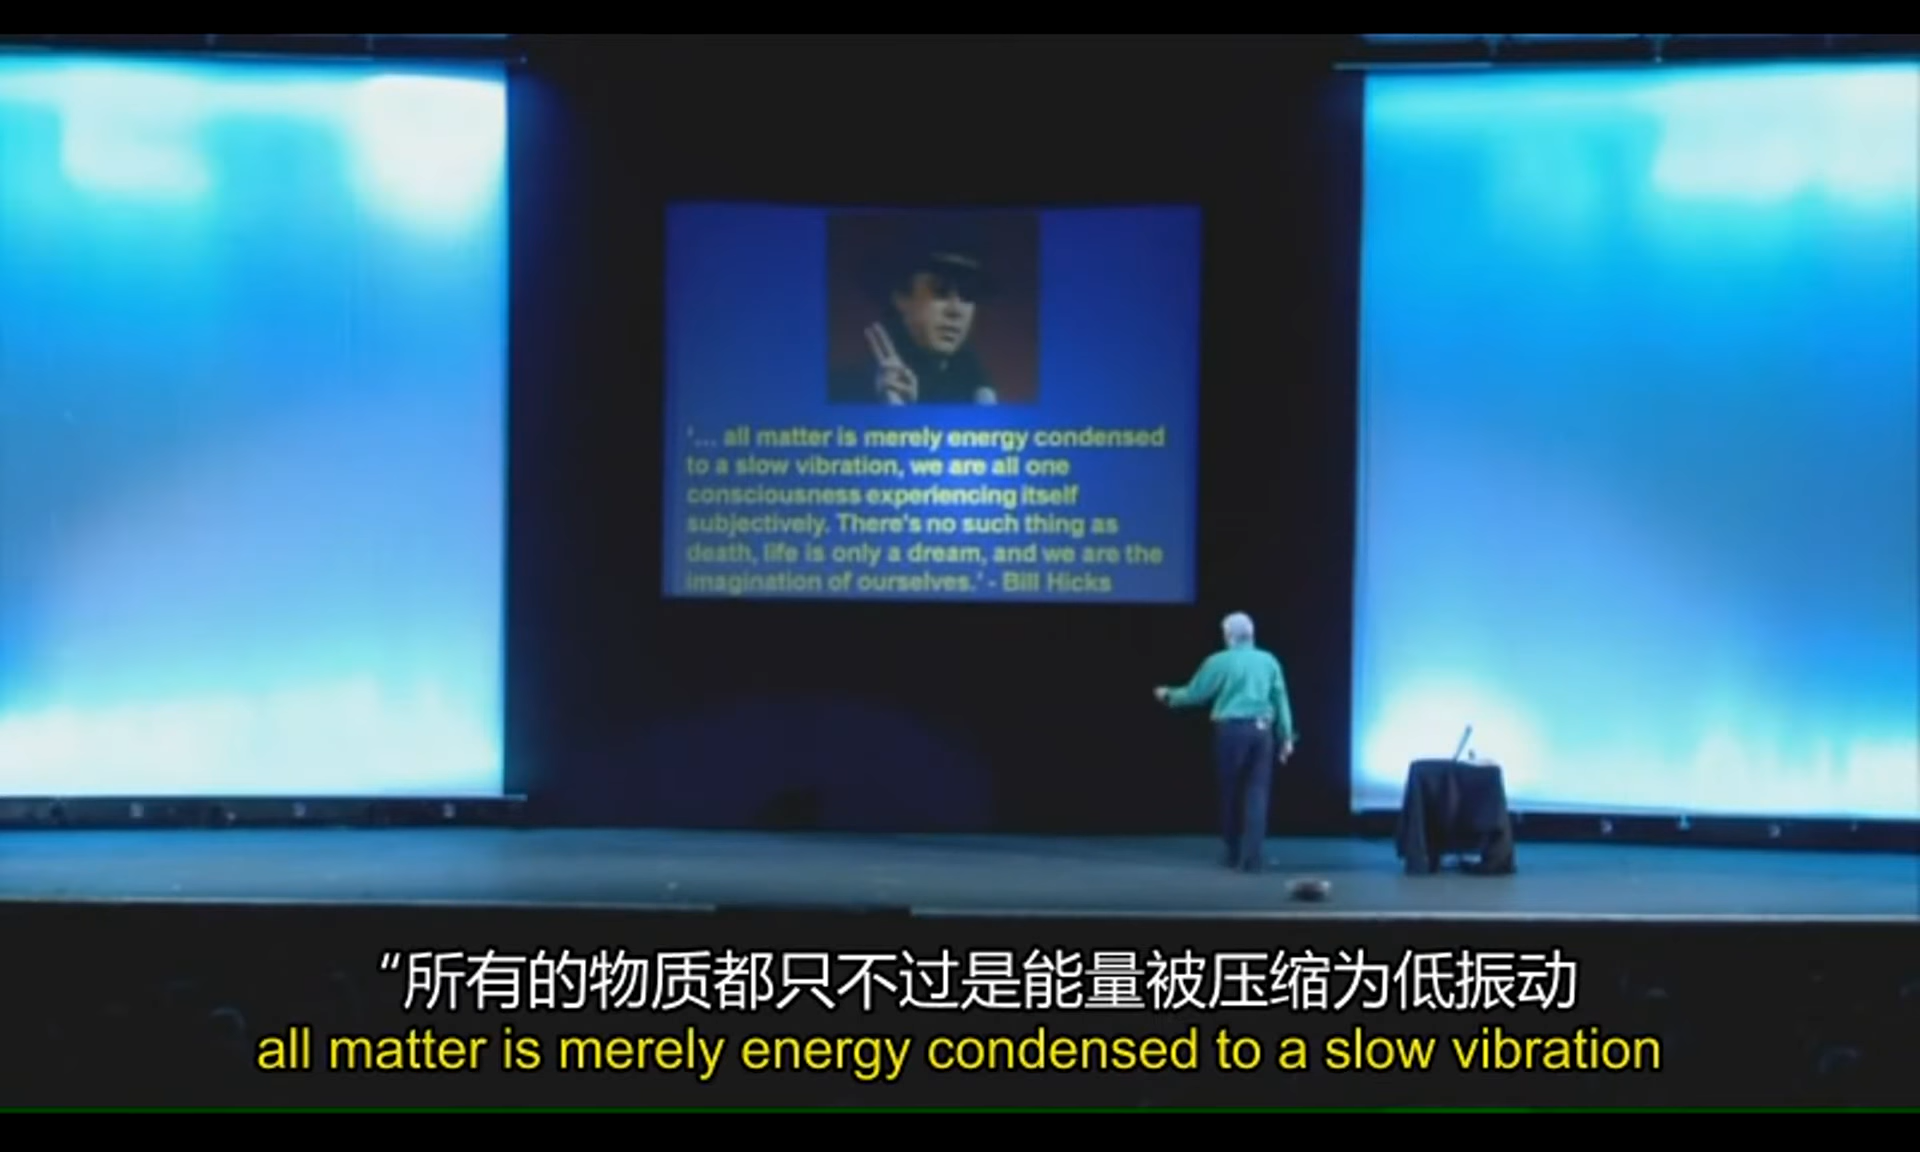 '... all matter is merely energy condensed
to a slow vibration, we are all one
consciousness experiencing itself
subjectively. There's no such thing as
death, life is only a dream, and we are the
imagination of ourselves.' - Bill Hicks
“所有的物质都只不过是能量被压缩为低振动
all matter is merely energy condensed to a slow vibration